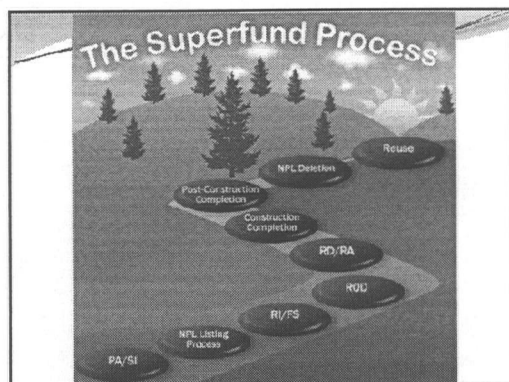 The Superfund Process
Reuse
NPL Deletion
Post-Construction
Completion
Construction
Completion
RD/RA
ROD
RI/FS
NPL Listing
Process
PA/SI